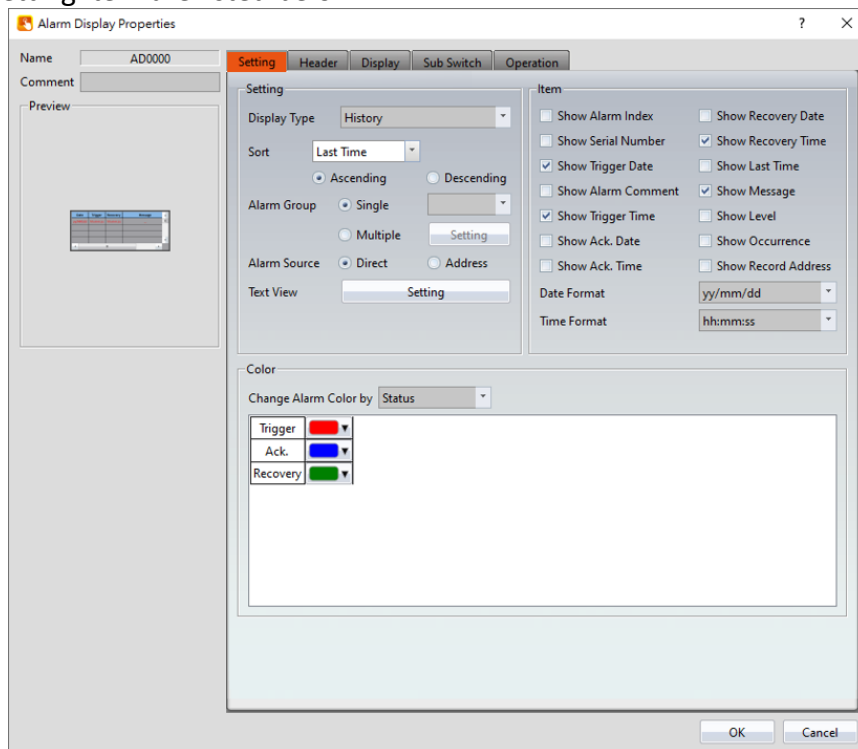 Alarm Display Properties ? X
Name AD0000
Comment
Preview
Setting Header Display Sub Switch Operation
Setting
Display Type History
Sort Last Time
Ascending Descending
Alarm Group Single
Multiple Setting
Alarm Source Direct Address
Text View Setting
Item
Show Alarm Index Show Recovery Date
Show Serial Number Show Recovery Time
Show Trigger Date Show Last Time
Show Alarm Comment Show Message
Show Trigger Time Show Level
Show Ack. Date Show Occurrence
Show Ack. Time Show Record Address
Date Format yy/mm/dd
Time Format hh:mm:ss
Color
Change Alarm Color by Status
Trigger
Ack.
Recovery
OK Cancel